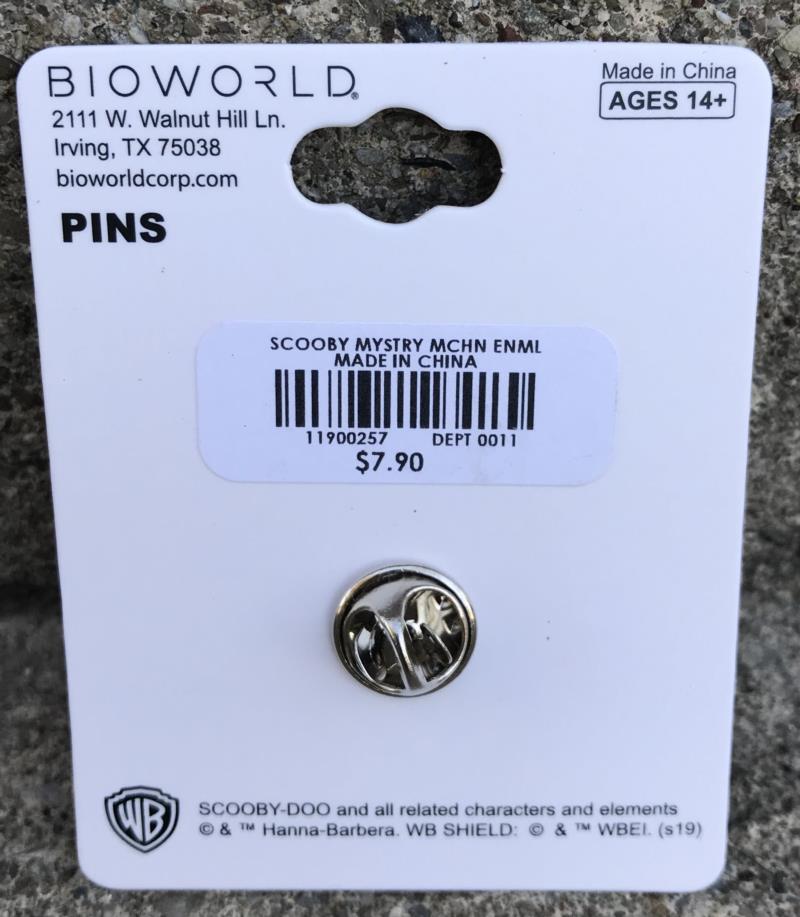 BIOWORLD®
2111 W. Walnut Hill Ln.
Irving, TX 75038
bioworldcorp.com
PINS
Made in China
AGES 14+
SCOOBY MYSTRY MCHN ENML
MADE IN CHINA
11900257 DEPT 0011
$7.90
WB
SCOOBY-DOO and all related characters and elements
© & ™ Hanna-Barbera. WB SHIELD: © & ™ WBEI. (s19)